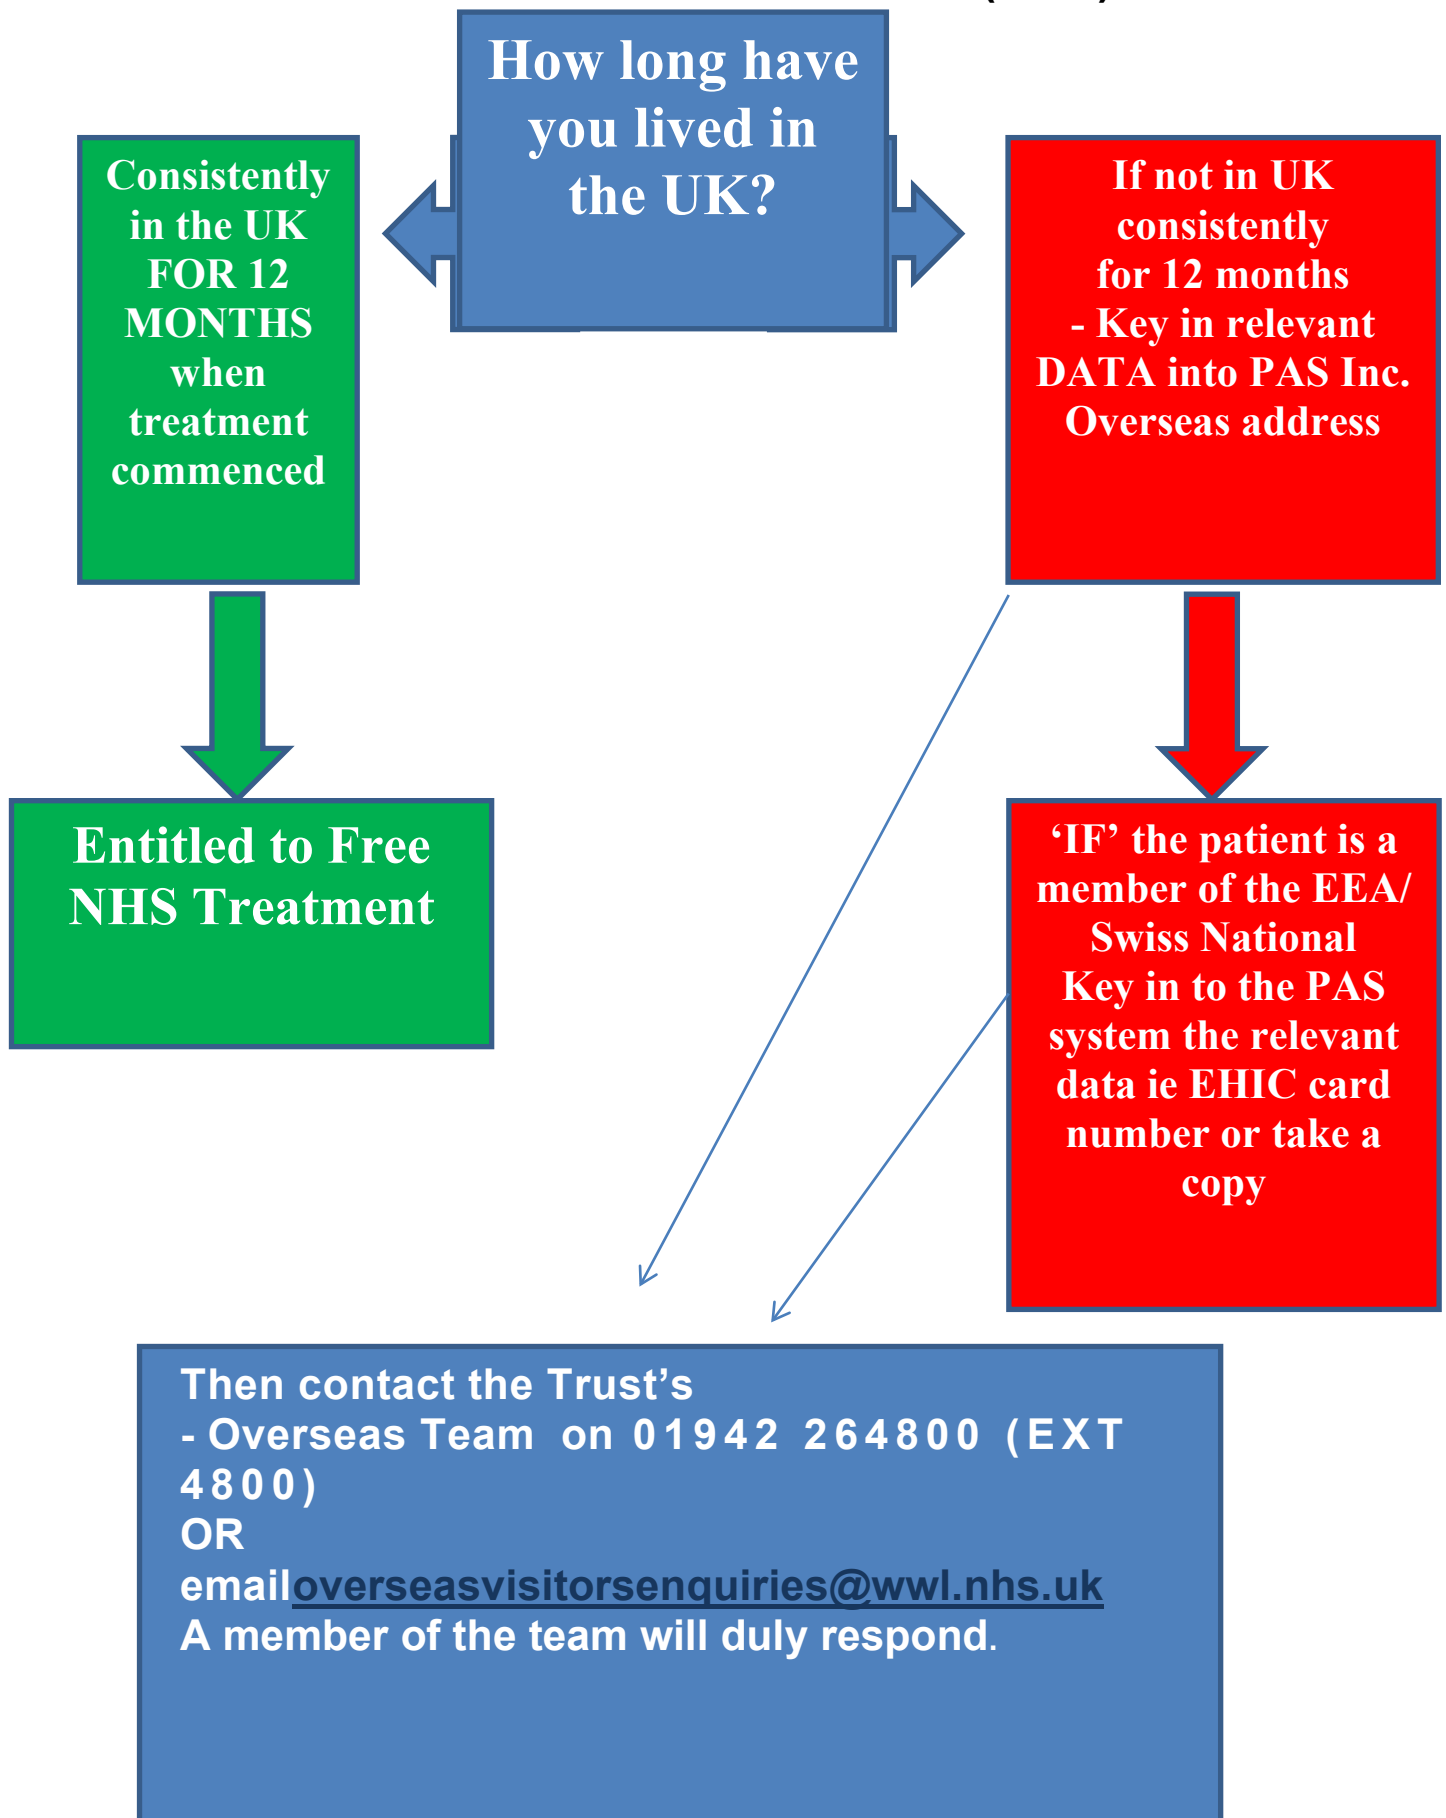 How long have
you lived in
the UK?
Consistently
in the UK
FOR 12
MONTHS
when
treatment
commenced
If not in UK
consistently
for 12 months
- Key in relevant
DATA into PAS Inc.
Overseas address
Entitled to Free
NHS Treatment
‘IF’ the patient is a
member of the EEA/
Swiss National
Key in to the PAS
system the relevant
data ie EHIC card
number or take a
copy
Then contact the Trust’s
- Overseas Team on 01942 264800 (EXT
4800)
OR
emailoverseasvisitorsenquiries@wwl.nhs.uk
A member of the team will duly respond.